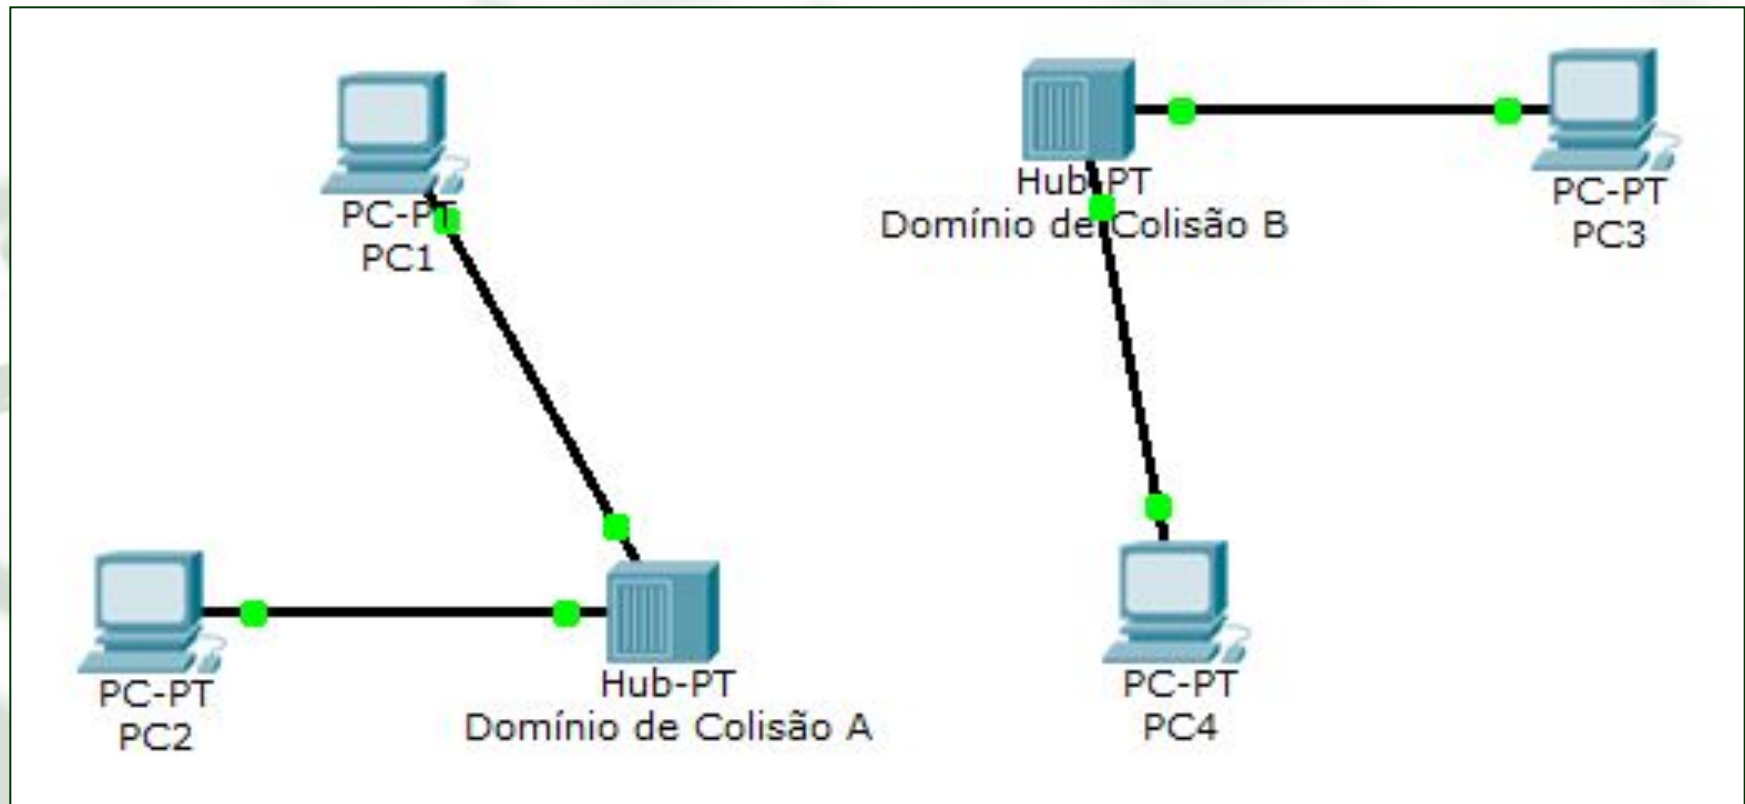 PC-PT
PC1
Hub-PT
Domínio de Colisão B
PC-PT
PC3
PC-PT
PC2
Hub-PT
Domínio de Colisão A
PC-PT
PC4